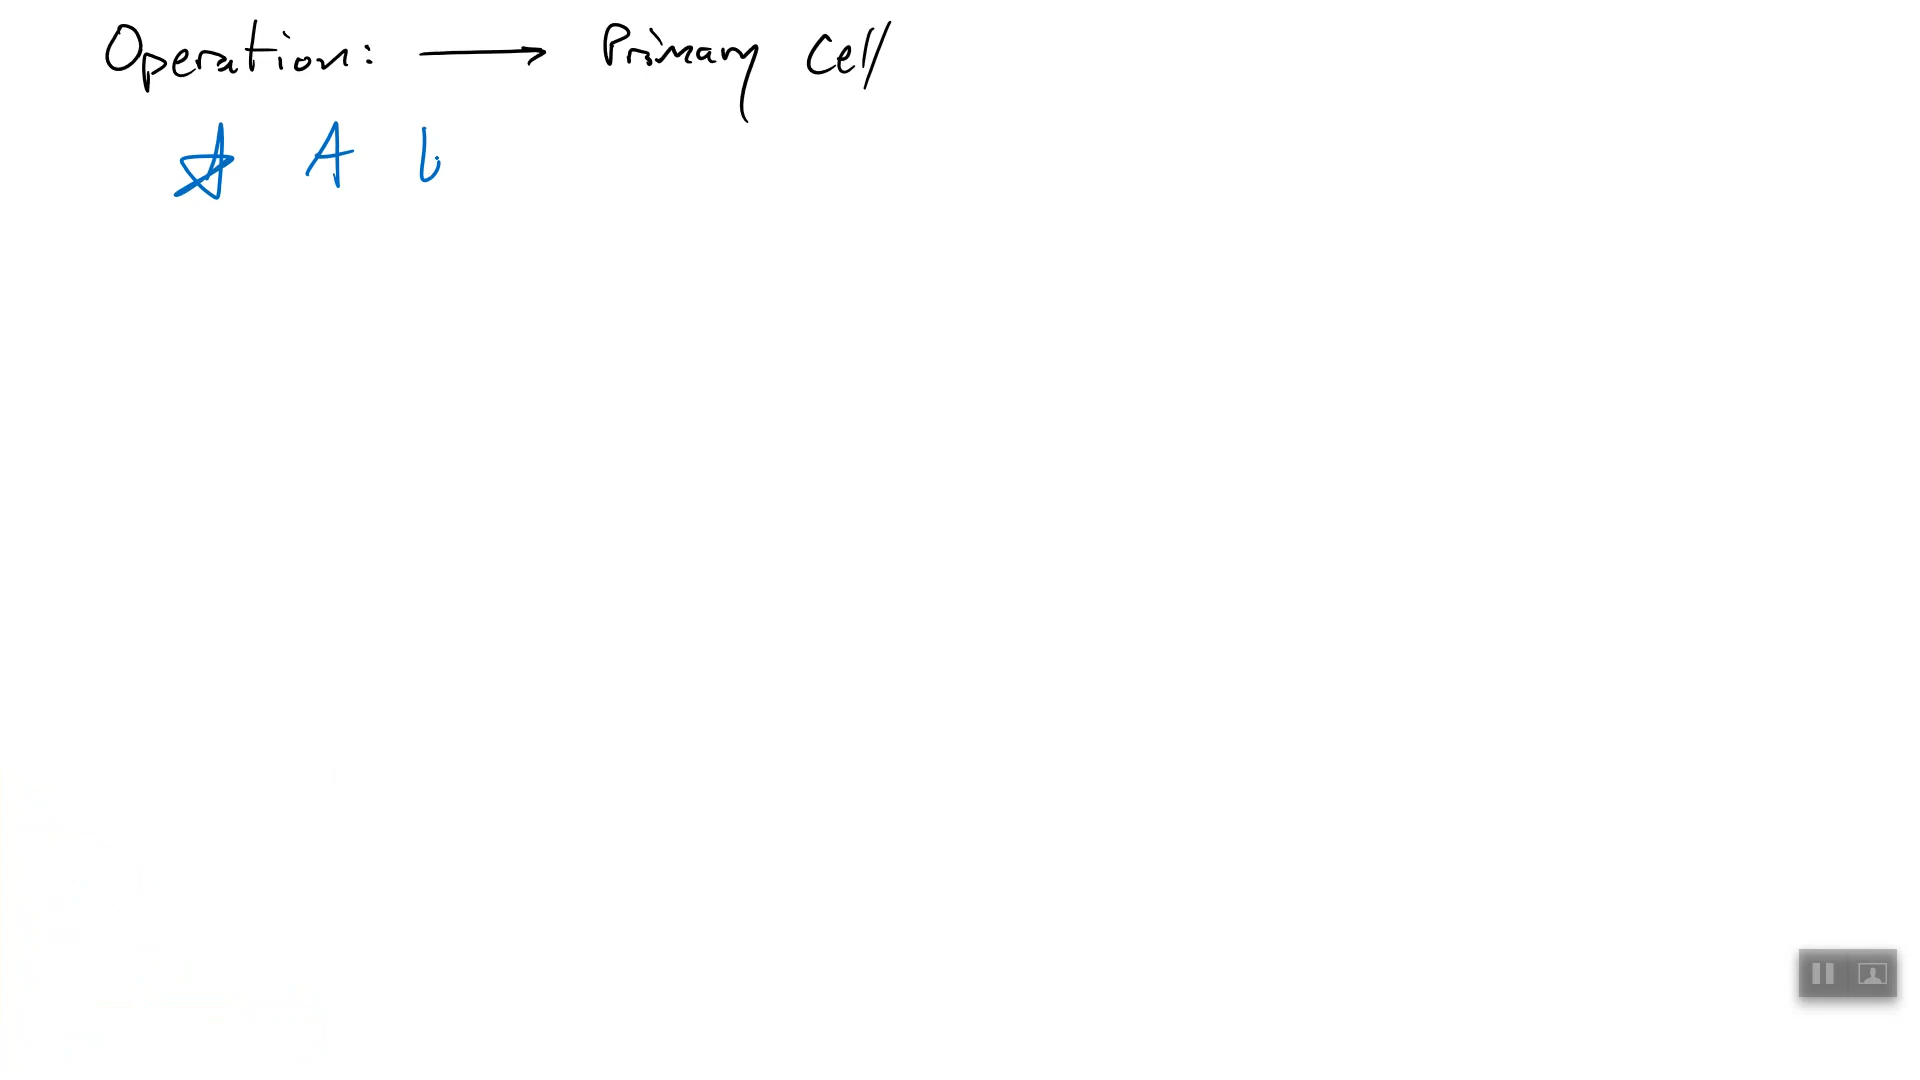 Operation: → Primary Cell
☆ A b